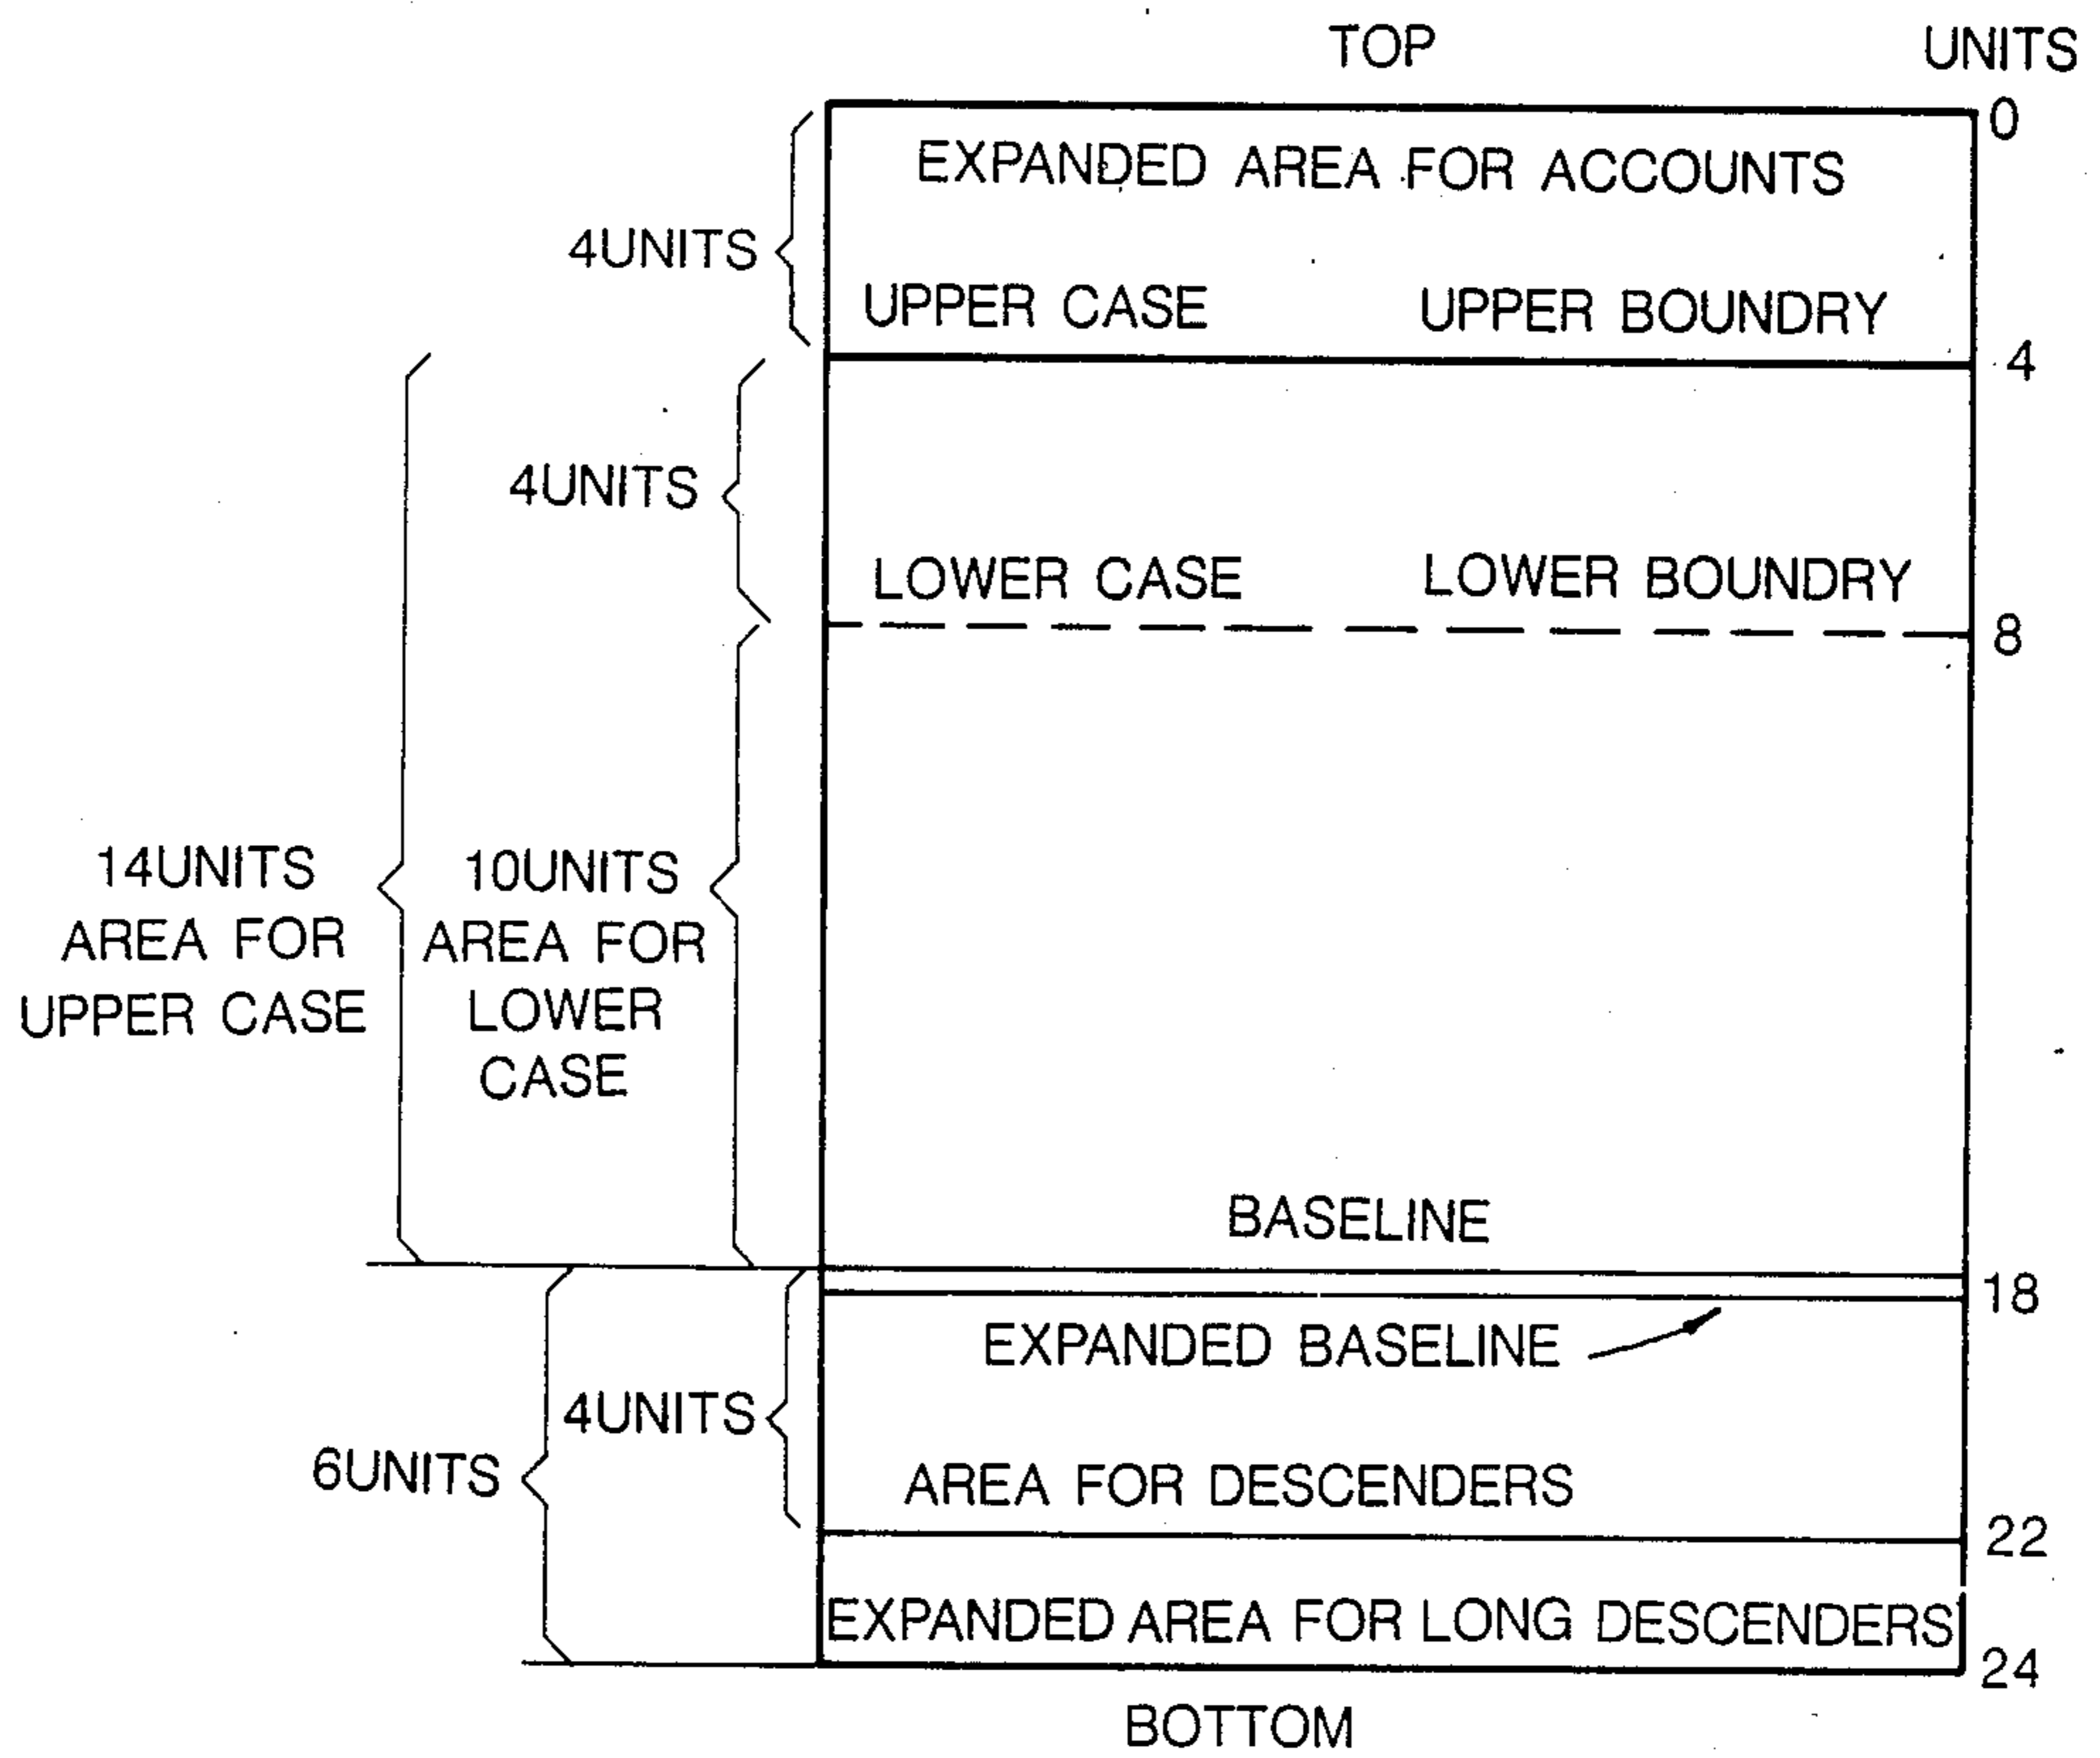 TOP
UNITS
0
EXPANDED AREA FOR ACCOUNTS
4UNITS
UPPER CASE
UPPER BOUNDRY
4
4UNITS
LOWER CASE
LOWER BOUNDRY
8
14UNITS
AREA FOR
UPPER CASE
10UNITS
AREA FOR
LOWER
CASE
BASELINE
18
EXPANDED BASELINE
4UNITS
6UNITS
AREA FOR DESCENDERS
22
EXPANDED AREA FOR LONG DESCENDERS
24
BOTTOM